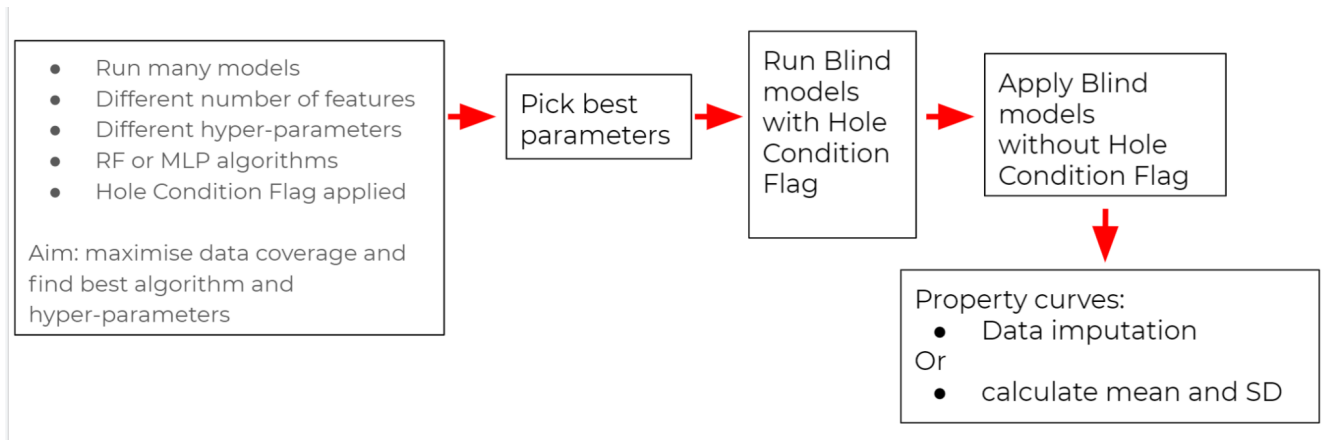 ● Run many models
● Different number of features
● Different hyper-parameters
● RF or MLP algorithms
● Hole Condition Flag applied
Aim: maximise data coverage and
find best algorithm and
hyper-parameters
Pick best
parameters
Run Blind
models
with Hole
Condition
Flag
Apply Blind
models
without Hole
Condition Flag
Property curves:
● Data imputation
Or
● calculate mean and SD